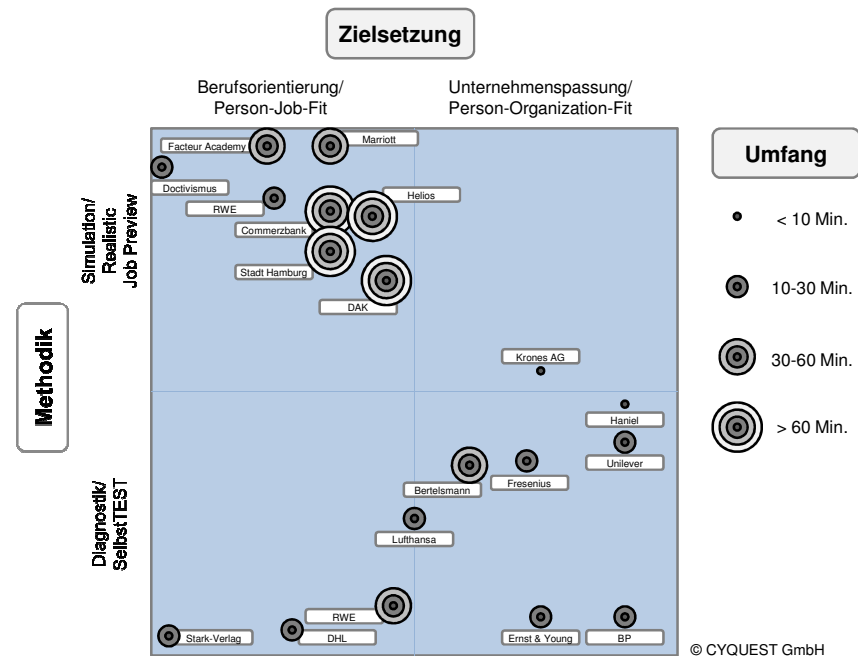 Zielsetzung
Berufsorientierung/
Person-Job-Fit
Unternehmenspassung/
Person-Organization-Fit
Methodik
Simulation/
Realistic
Job Preview
Diagnostik/
SelbstTEST
Facteur Academy
Marriott
Doctivismus
RWE
Helios
Commerzbank
Stadt Hamburg
DAK
Krones AG
Haniel
Unilever
Bertelsmann
Fresenius
Lufthansa
RWE
Stark-Verlag
DHL
Ernst & Young
BP
Umfang
< 10 Min.
10-30 Min.
30-60 Min.
> 60 Min.
© CYQUEST GmbH